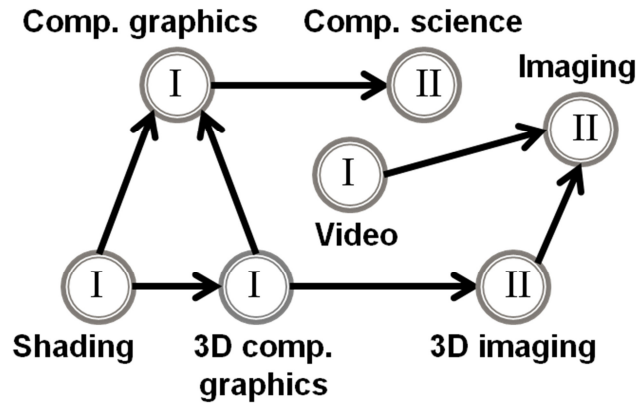 Comp. graphics
Comp. science
Imaging
I
II
II
I
Video
I
I
II
Shading
3D comp.
graphics
3D imaging